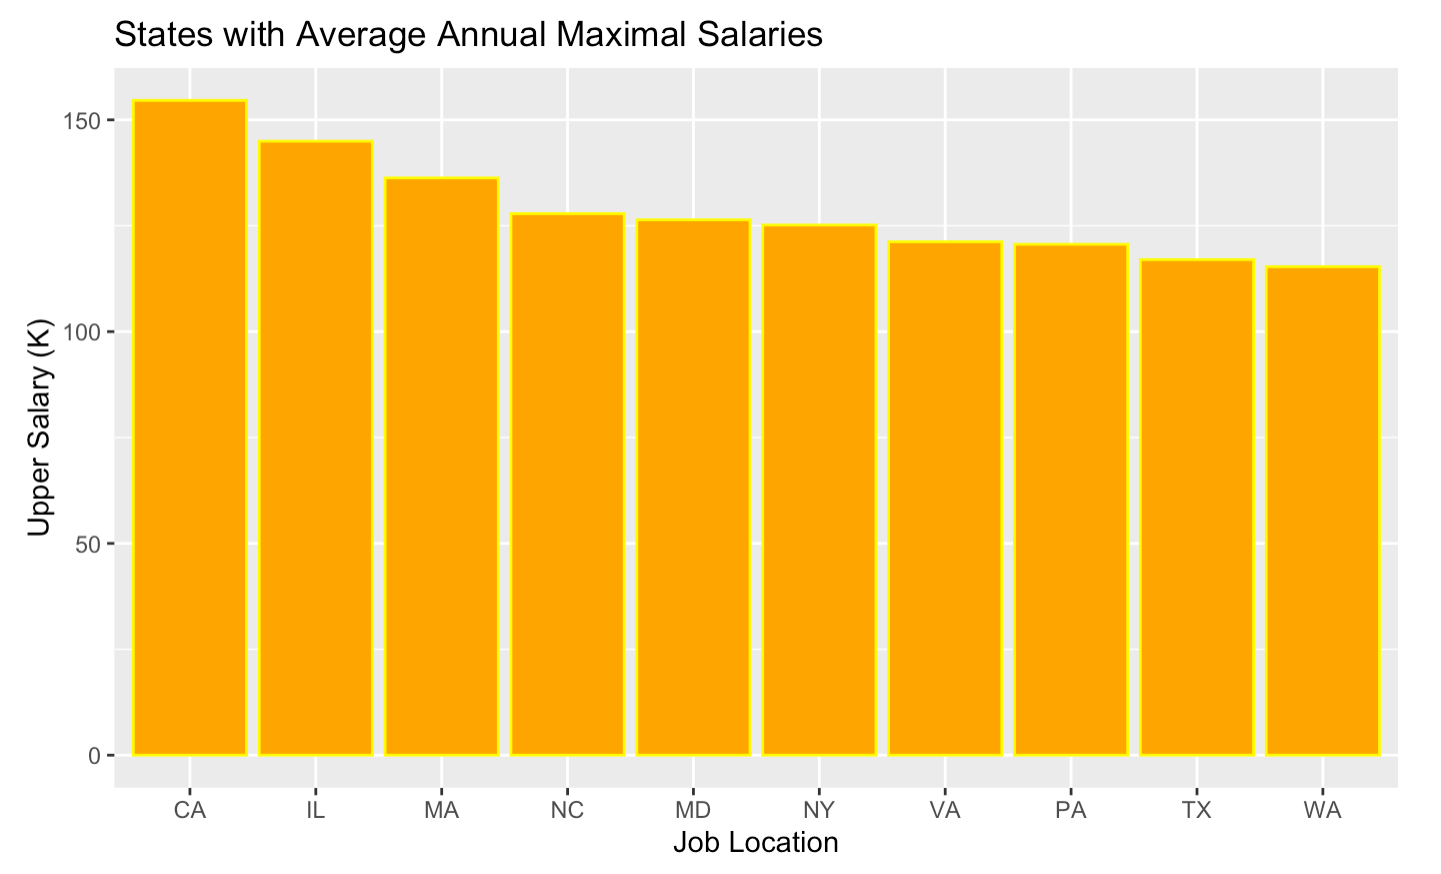 States with Average Annual Maximal Salaries
Upper Salary (K)
150
100
50
0
CA IL MA NC MD NY VA PA TX WA
Job Location